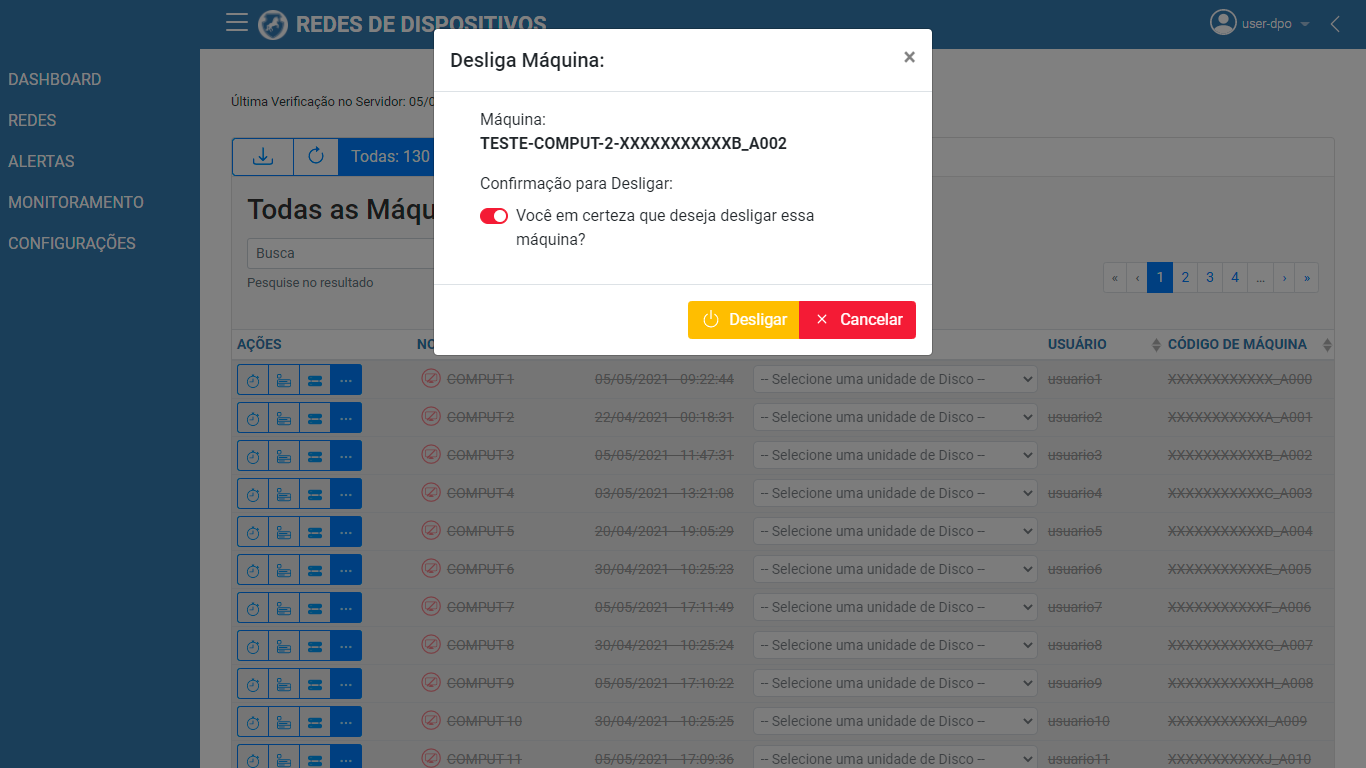 REDES DE DISPOSITIVOS
user-dpo
DASHBOARD
REDES
ALERTAS
MONITORAMENTO
CONFIGURAÇÕES
Última Verificação no Servidor:
Todas: 130
Todas as
Busca
Pesquise no resultado
Desliga Máquina:
×
Máquina:
TESTE-COMPUT-2-XXXXXXXXXXXB_A002
Confirmação para Desligar:
Você em certeza que deseja desligar essa
máquina?
Desligar
× Cancelar
« ‹ 1 2 3 4 ... › »
AÇÕES USUÁRIO CÓDIGO DE MÁQUINA
COMPUT 1 05/05/2021 - 09:22:44 -- Selecione uma unidade de Disco -- usuario1 XXXXXXXXXXXX_A000
COMPUT 2 22/04/2021 - 00:18:31 -- Selecione uma unidade de Disco -- usuario2 XXXXXXXXXXXA_A001
COMPUT 3 05/05/2021 - 11:47:31 -- Selecione uma unidade de Disco -- usuario3 XXXXXXXXXXXB_A002
COMPUT 4 03/05/2021 - 13:21:08 -- Selecione uma unidade de Disco -- usuario4 XXXXXXXXXXXC_A003
COMPUT 5 20/04/2021 - 19:05:29 -- Selecione uma unidade de Disco -- usuario5 XXXXXXXXXXXD_A004
COMPUT 6 30/04/2021 - 10:25:23 -- Selecione uma unidade de Disco -- usuario6 XXXXXXXXXXXE_A005
COMPUT 7 05/05/2021 - 17:11:49 -- Selecione uma unidade de Disco -- usuario7 XXXXXXXXXXXF_A006
COMPUT 8 30/04/2021 - 10:25:24 -- Selecione uma unidade de Disco -- usuario8 XXXXXXXXXXXG_A007
COMPUT 9 05/05/2021 - 17:10:22 -- Selecione uma unidade de Disco -- usuario9 XXXXXXXXXXXH_A008
COMPUT 10 30/04/2021 - 10:25:25 -- Selecione uma unidade de Disco -- usuario10 XXXXXXXXXXXI_A009
COMPUT 11 05/05/2021 - 17:09:36 -- Selecione uma unidade de Disco -- usuario11 XXXXXXXXXXXJ_A010